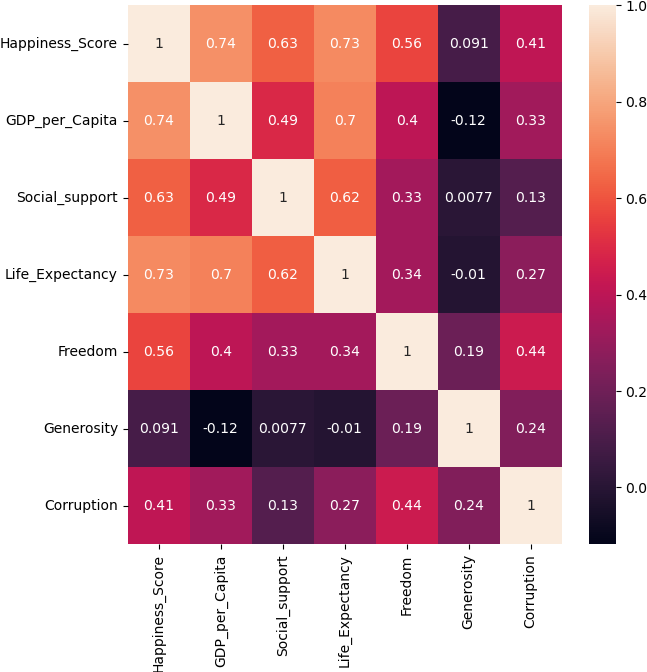 Happiness_Score 1 0.74 0.63 0.73 0.56 0.091 0.41
GDP_per_Capita 0.74 1 0.49 0.7 0.4 -0.12 0.33
Social_support 0.63 0.49 1 0.62 0.33 0.0077 0.13
Life_Expectancy 0.73 0.7 0.62 1 0.34 -0.01 0.27
Freedom 0.56 0.4 0.33 0.34 1 0.19 0.44
Generosity 0.091 -0.12 0.0077 -0.01 0.19 1 0.24
Corruption 0.41 0.33 0.13 0.27 0.44 0.24 1
Happiness_Score
GDP_per_Capita
Social_support
Life_Expectancy
Freedom
Generosity
Corruption
1.0
0.8
0.6
0.4
0.2
0.0